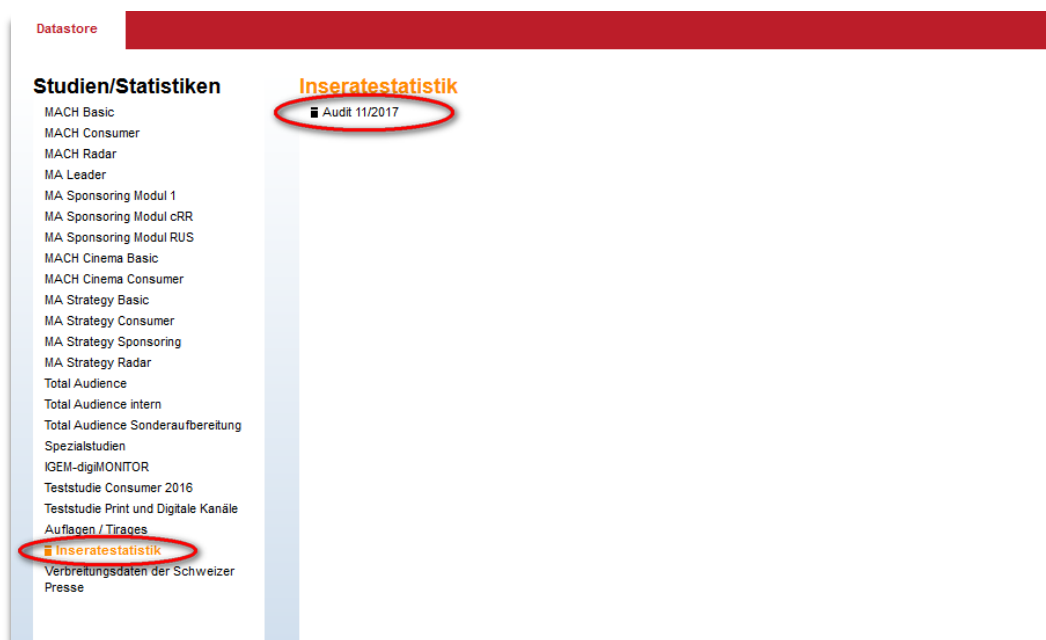 Datastore
Studien/Statistiken
MACH Basic
MACH Consumer
MACH Radar
MA Leader
MA Sponsoring Modul 1
MA Sponsoring Modul cRR
MA Sponsoring Modul RUS
MACH Cinema Basic
MACH Cinema Consumer
MA Strategy Basic
MA Strategy Consumer
MA Strategy Sponsoring
MA Strategy Radar
Total Audience
Total Audience intern
Total Audience Sonderaufbereitung
Spezialstudien
IGEM-digiMONITOR
Teststudie Consumer 2016
Teststudie Print und Digitale Kanäle
Auflagen / Tirages
Inseratestatistik
Verbreitungsdaten der Schweizer
Presse
Inseratestatistik
Audit 11/2017